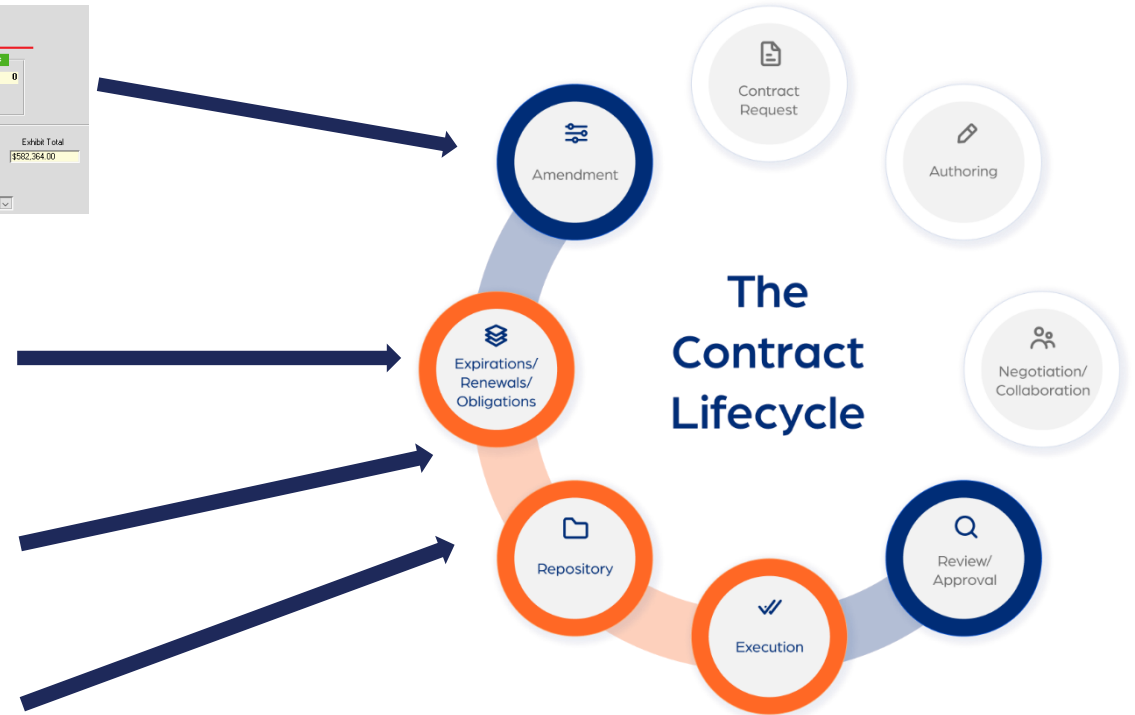 0
Exhibit Total
$582,364.00
Contract
Request
Authoring
Amendment
The
Contract
Lifecycle
Expirations/
Renewals/
Obligations
Negotiation/
Collaboration
Repository
Review/
Approval
Execution